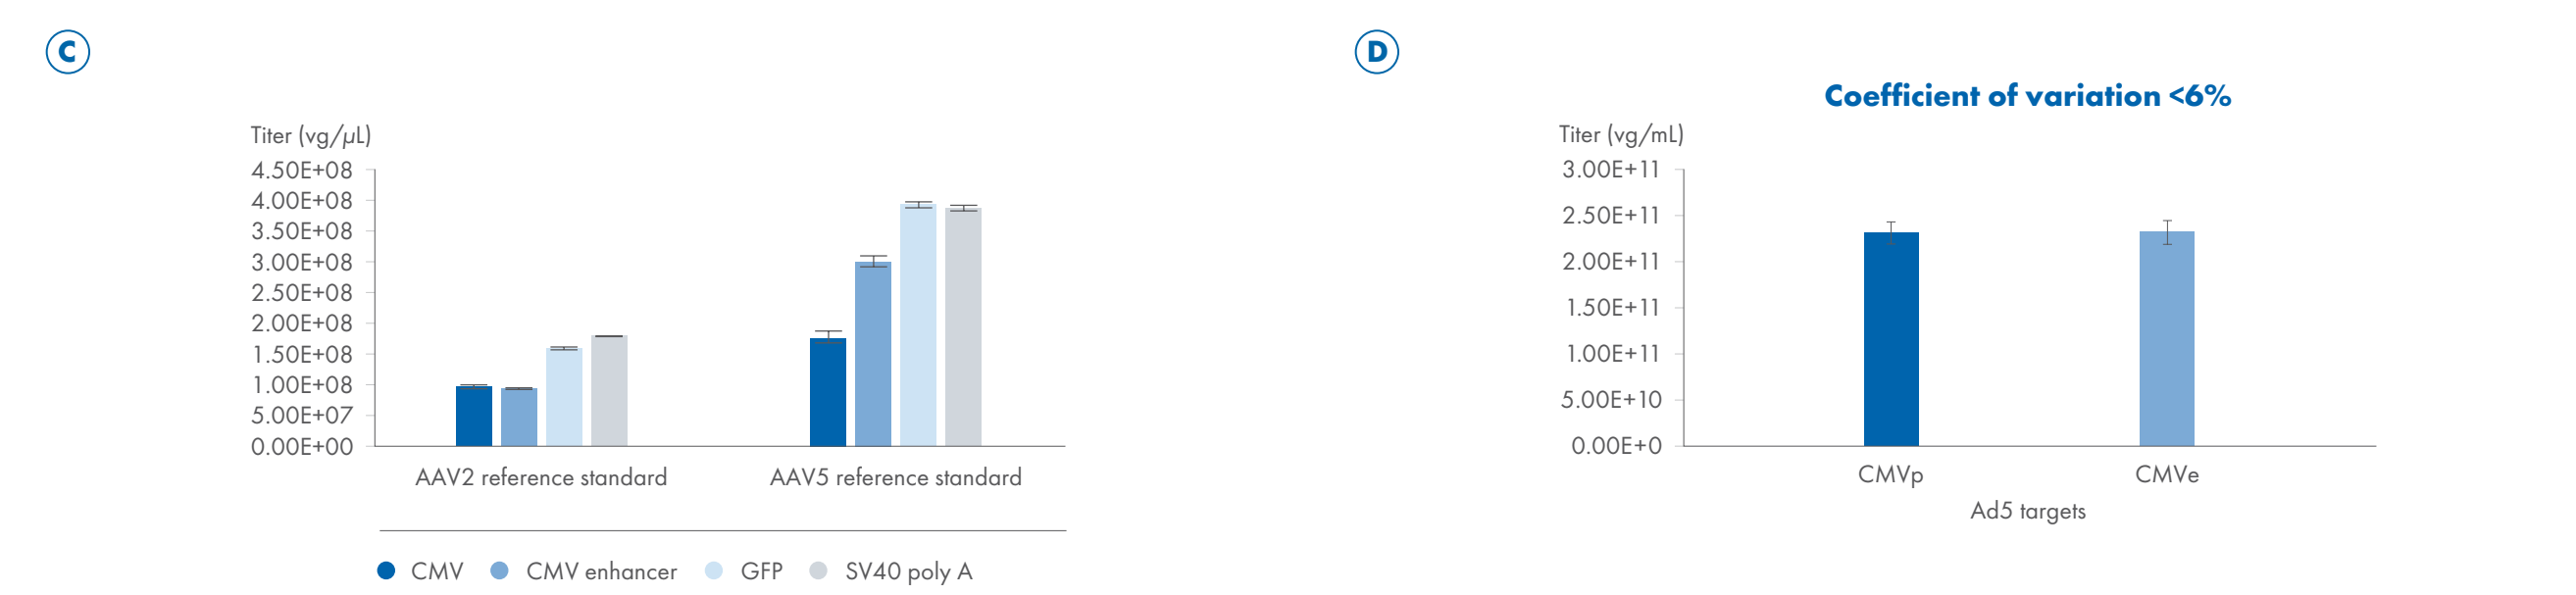 C
Titer (vg/µL)
4.50E+08
4.00E+08
3.50E+08
3.00E+08
2.50E+08
2.00E+08
1.50E+08
1.00E+08
5.00E+07
0.00E+00
AAV2 reference standard
AAV5 reference standard
CMV
CMV enhancer
GFP
SV40 poly A
D
Coefficient of variation <6%
Titer (vg/mL)
3.00E+11
2.50E+11
2.00E+11
1.50E+11
1.00E+11
5.00E+10
0.00E+0
CMVp
CMVe
Ad5 targets